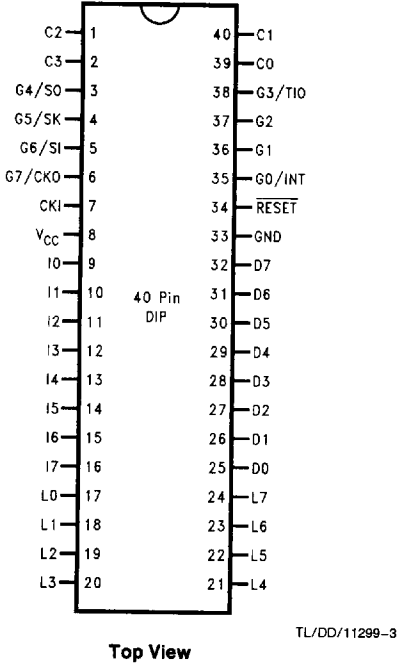 C2 1 40 C1
C3 2 39 C0
G4/SO 3 38 G3/TIO
G5/SK 4 37 G2
G6/SI 5 36 G1
G7/CKO 6 35 G0/INT
CKI 7 34 RESET
VCC 8 33 GND
I0 9 32 D7
I1 10 31 D6
I2 11 30 D5
I3 12 29 D4
I4 13 28 D3
I5 14 27 D2
I6 15 26 D1
I7 16 25 D0
L0 17 24 L7
L1 18 23 L6
L2 19 22 L5
L3 20 21 L4
40 Pin
DIP
TL/DD/11299–3
Top View